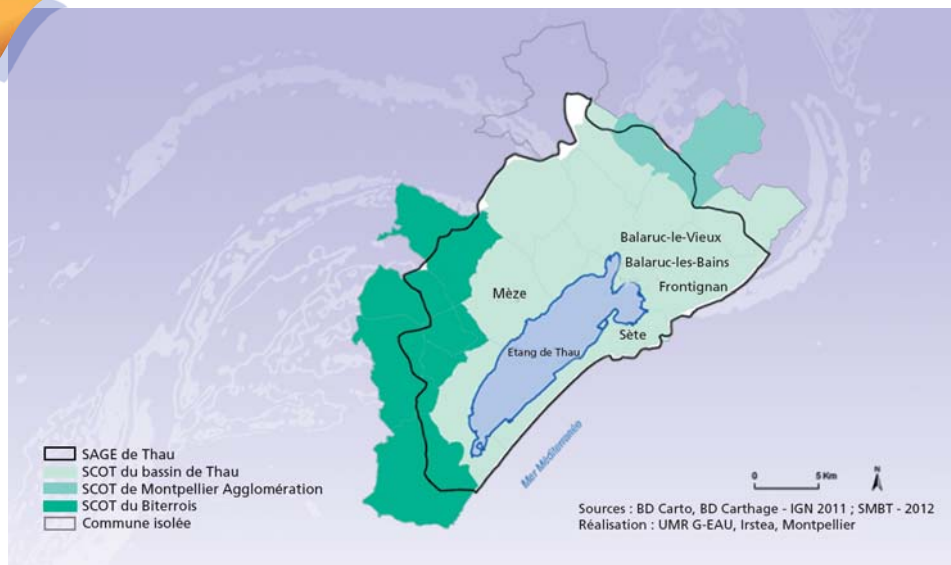 Balaruc-le-Vieux
Balaruc-les-Bains
Mèze
Frontignan
Sète
Etang de Thau
Mer Méditerranée
SAGE de Thau
SCOT du bassin de Thau
SCOT de Montpellier Agglomération
SCOT du Biterrois
Commune isolée
0 5 Km
N
Sources : BD Carto, BD Carthage - IGN 2011 ; SMBT - 2012
Réalisation : UMR G-EAU, Irstea, Montpellier